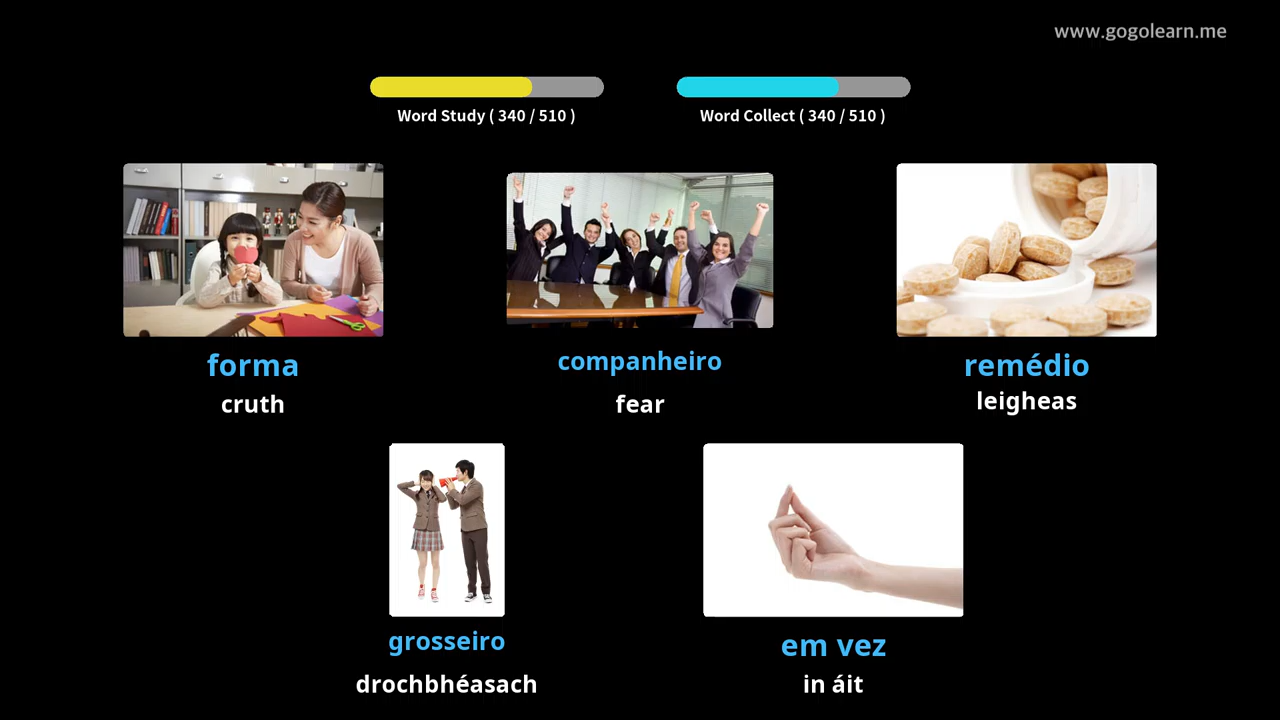 www.gogolearn.me
Word Study ( 340 / 510 )
Word Collect ( 340 / 510 )
forma
cruth
companheiro
fear
remédio
leigheas
grosseiro
drochbhéasach
em vez
in áit